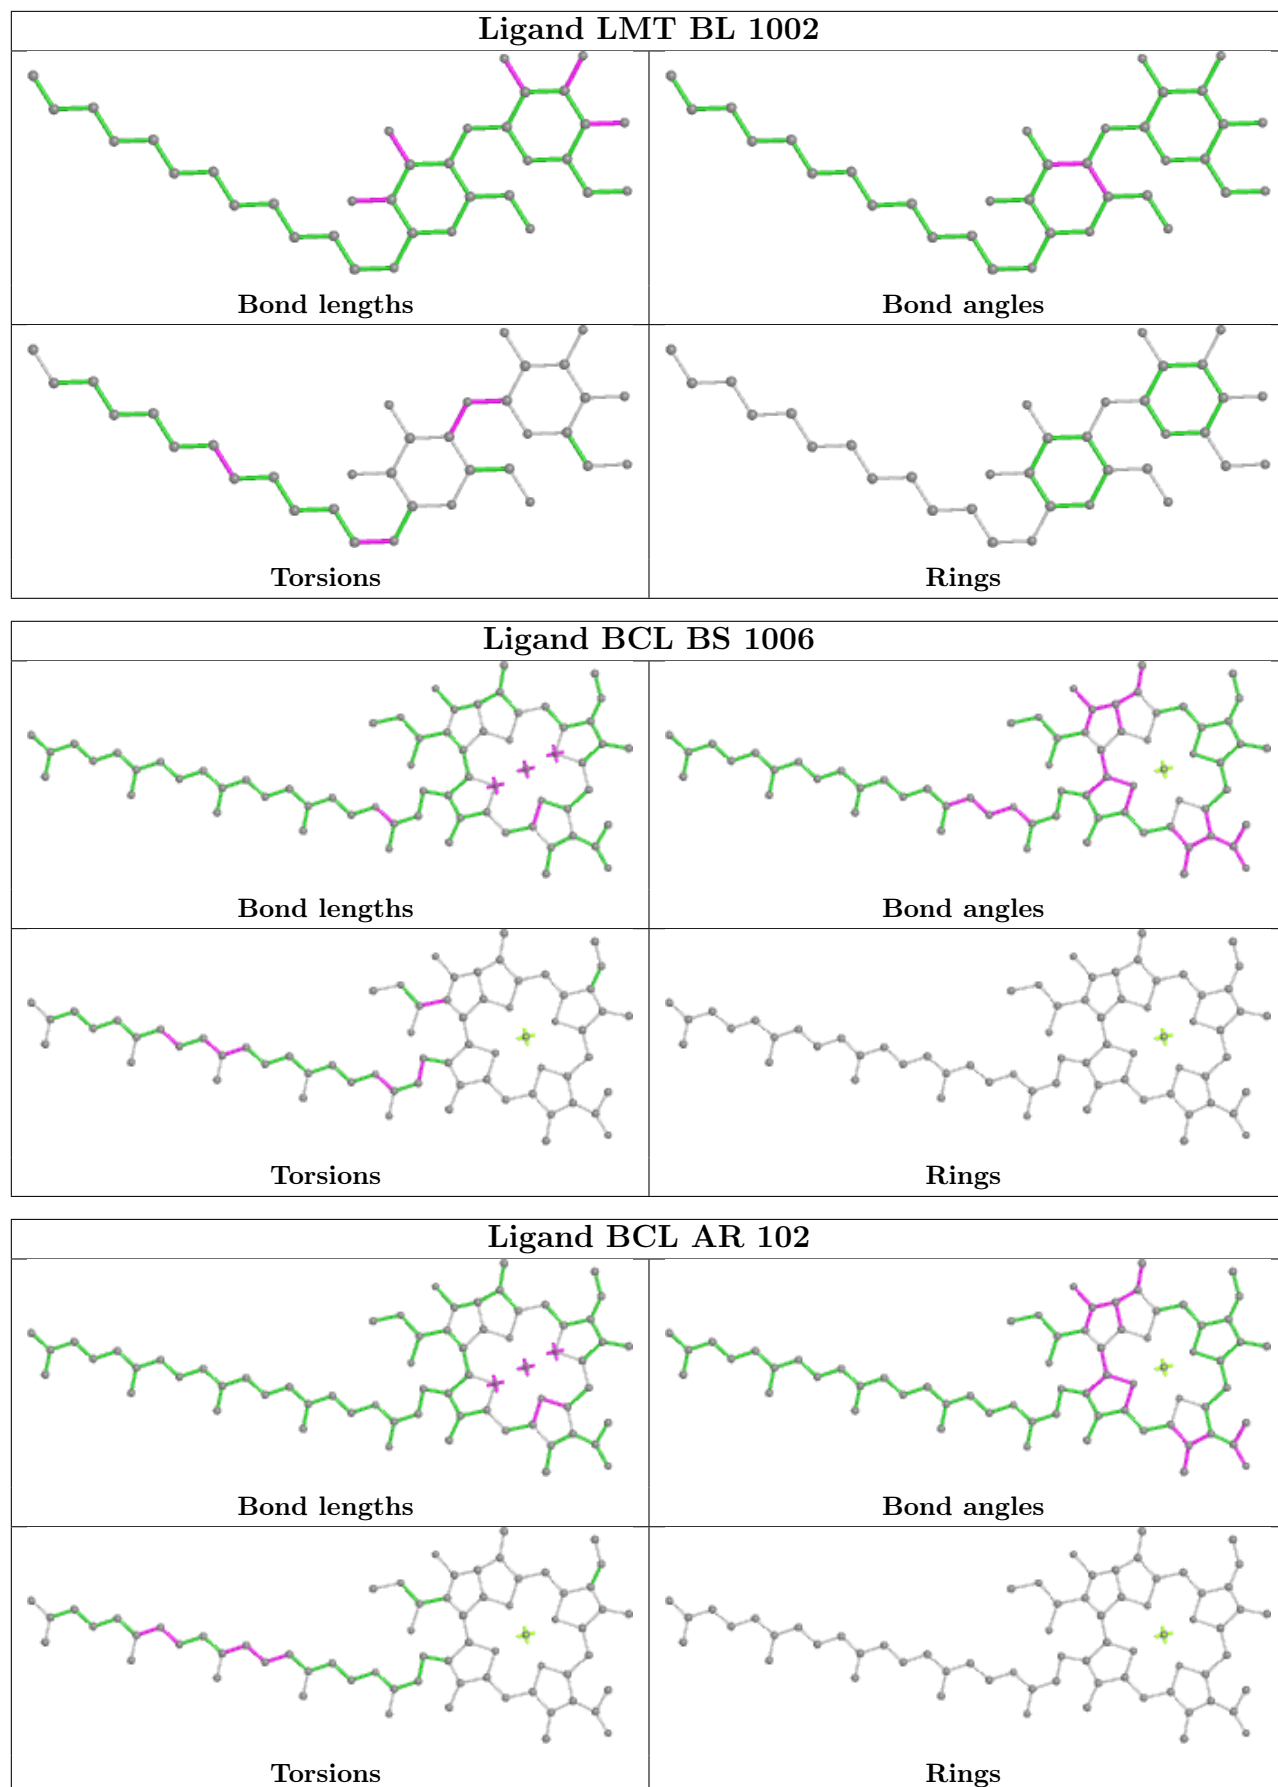 Ligand LMT BL 1002
Bond lengths
Bond angles
Torsions
Rings
Ligand BCL BS 1006
Bond lengths
Bond angles
Torsions
Rings
Ligand BCL AR 102
Bond lengths
Bond angles
Torsions
Rings